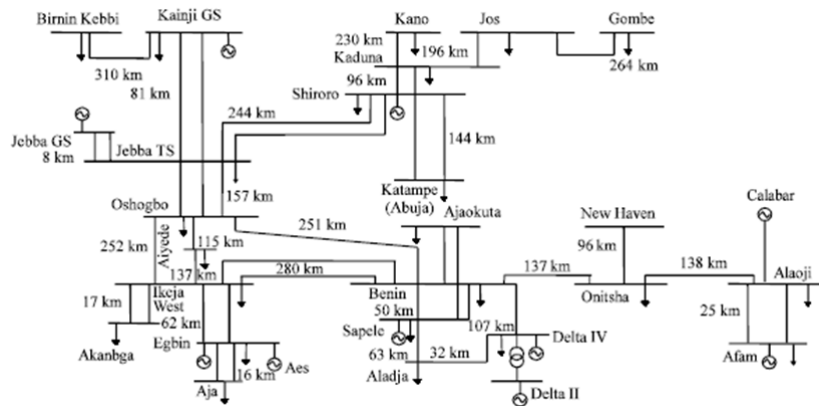 Birnin Kebbi
Kainji GS
Kano
Jos
Gombe
230 km
196 km
Kaduna
310 km
264 km
81 km
96 km
Shiroro
244 km
Jebba GS
8 km
Jebba TS
144 km
157 km
Katampe
(Abuja)
Ajaokuta
Calabar
Oshogbo
New Haven
251 km
Aiyede
115 km
252 km
96 km
137 km
280 km
137 km
138 km
Alaoji
17 km
Ikeja
West
Benin
Onitsha
50 km
25 km
62 km
Sapele
107 km
Akanbga
Egbin
Delta IV
63 km
32 km
Afam
Aes
Aladja
16 km
Aja
Delta II